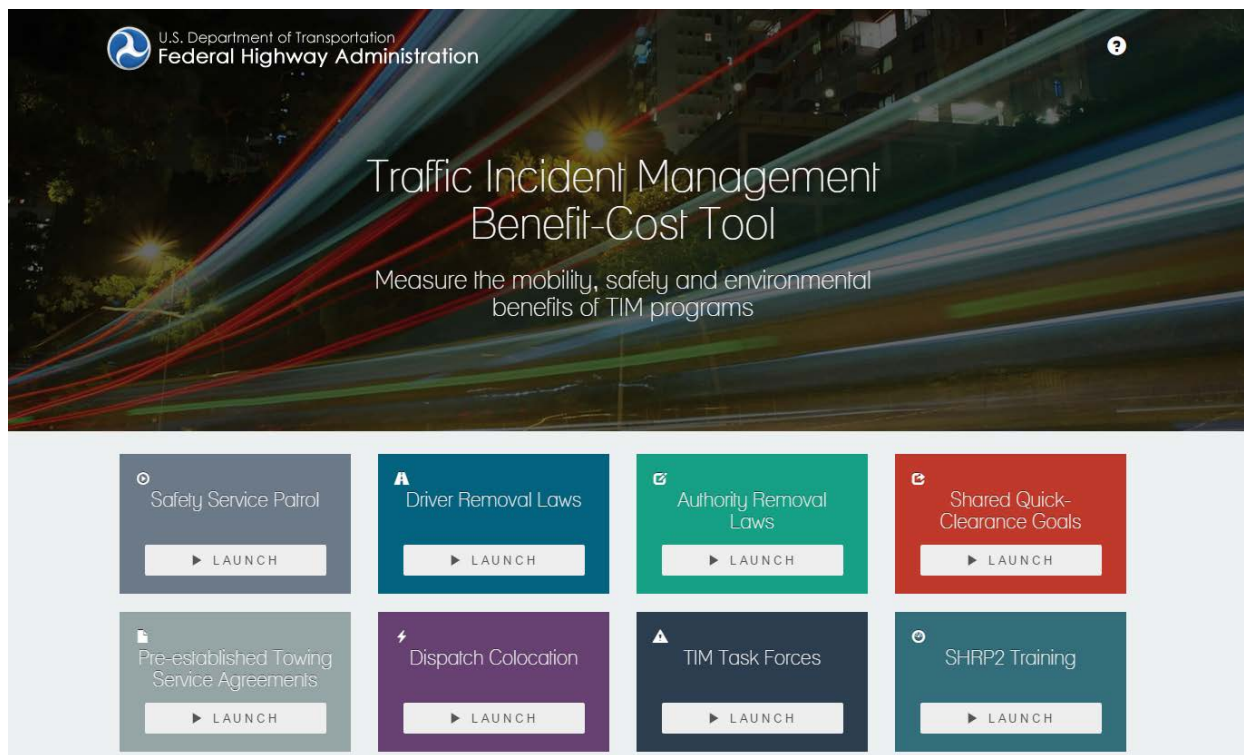 U.S. Department of Transportation
Federal Highway Administration
?
Traffic Incident Management
Benefit-Cost Tool
Measure the mobility, safety and environmental
benefits of TIM programs
Safety Service Patrol
LAUNCH
Driver Removal Laws
LAUNCH
Authority Removal
Laws
LAUNCH
Shared Quick-
Clearance Goals
LAUNCH
Pre-established Towing
Service Agreements
LAUNCH
Dispatch Colocation
LAUNCH
TIM Task Forces
LAUNCH
SHRP2 Training
LAUNCH